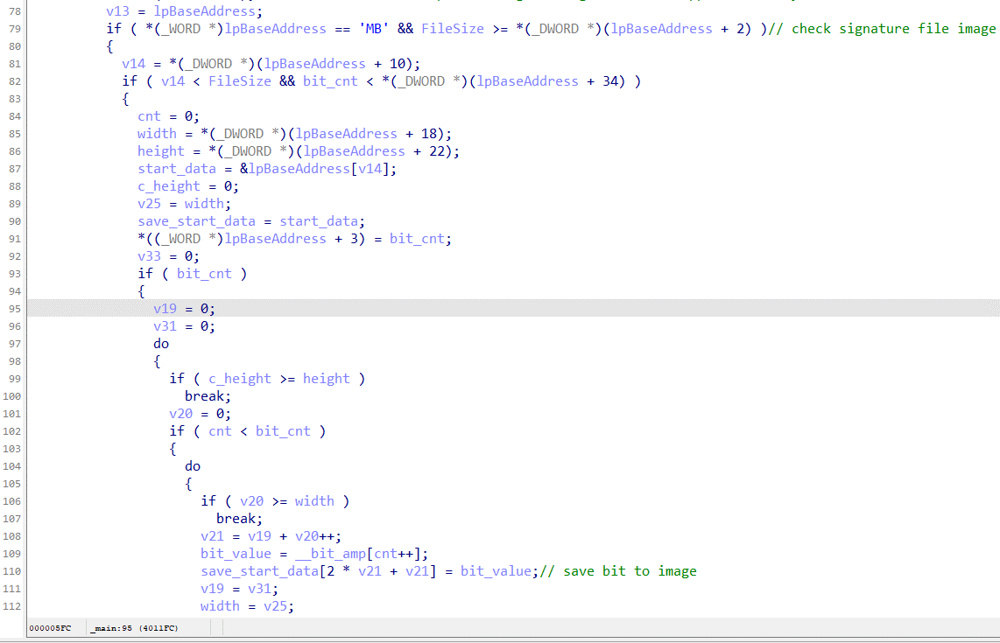 78 v13 = lpBaseAddress;
79 if ( *(_WORD *)lpBaseAddress == 'MB' && FileSize >= *(_DWORD *)(lpBaseAddress + 2) )// check signature file image
80 {
81 v14 = *(_DWORD *)(lpBaseAddress + 10);
82 if ( v14 < FileSize && bit_cnt < *(_DWORD *)(lpBaseAddress + 34) )
83 {
84 cnt = 0;
85 width = *(_DWORD *)(lpBaseAddress + 18);
86 height = *(_DWORD *)(lpBaseAddress + 22);
87 start_data = &lpBaseAddress[v14];
88 c_height = 0;
89 v25 = width;
90 save_start_data = start_data;
91 *((_WORD *)lpBaseAddress + 3) = bit_cnt;
92 v33 = 0;
93 if ( bit_cnt )
94 {
95 v19 = 0;
96 v31 = 0;
97 do
98 {
99 if ( c_height >= height )
100 break;
101 v20 = 0;
102 if ( cnt < bit_cnt )
103 {
104 do
105 {
106 if ( v20 >= width )
107 break;
108 v21 = v19 + v20++;
109 bit_value = __bit_amp[cnt++];
110 save_start_data[2 * v21 + v21] = bit_value;// save bit to image
111 v19 = v31;
112 width = v25;
000005FC _main:95 (4011FC)